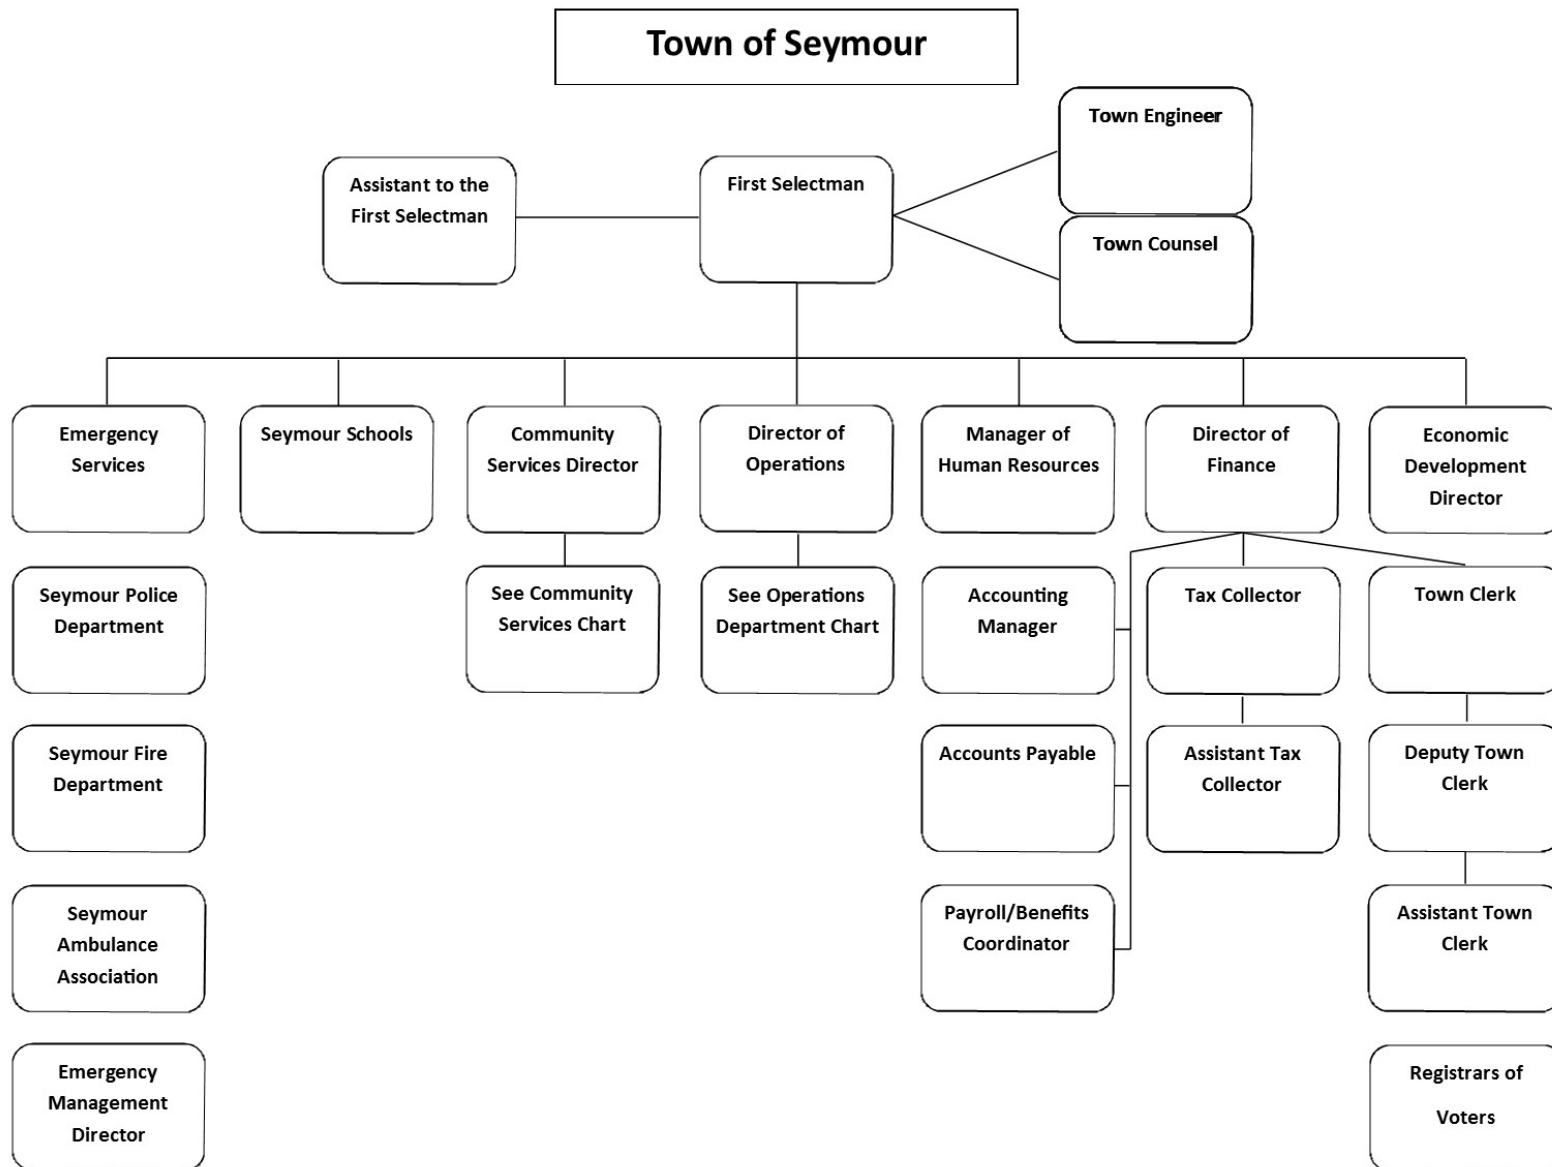 Town of Seymour
Town Engineer
Assistant to the
First Selectman
First Selectman
Town Counsel
Emergency
Services
Seymour Schools
Community
Services Director
Director of
Operations
Manager of
Human Resources
Director of
Finance
Economic
Development
Director
Seymour Police
Department
See Community
Services Chart
See Operations
Department Chart
Accounting
Manager
Tax Collector
Town Clerk
Seymour Fire
Department
Accounts Payable
Assistant Tax
Collector
Deputy Town
Clerk
Seymour
Ambulance
Association
Payroll/Benefits
Coordinator
Assistant Town
Clerk
Emergency
Management
Director
Registrars of
Voters